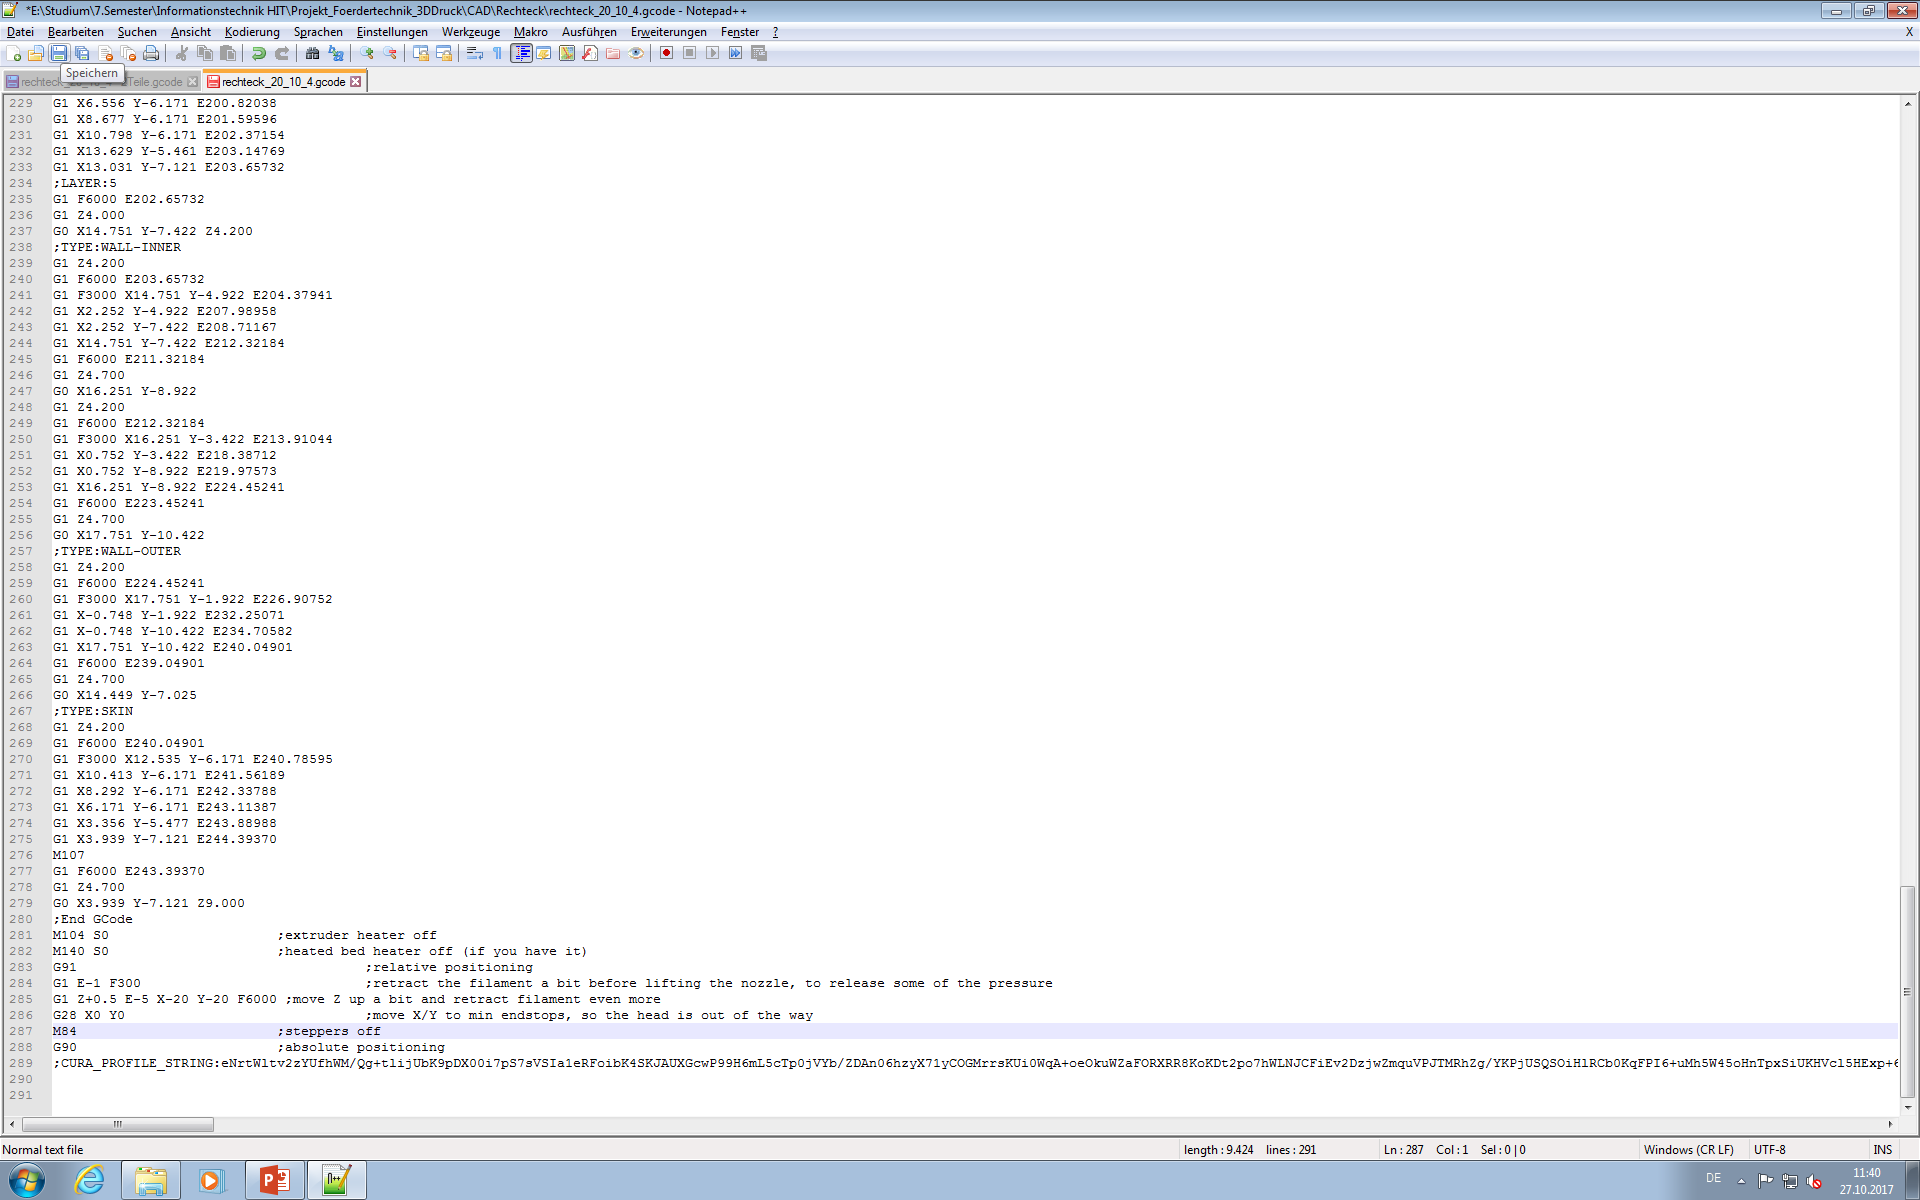 *E:\Studium\7.Semester\Informationstechnik HIT\Projekt_Foerdertechnik_3DDruck\CAD\Rechteck\rechteck_20_10_4.gcode - Notepad++
Datei Bearbeiten Suchen Ansicht Kodierung Sprachen Einstellungen Werkzeuge Makro Ausführen Erweiterungen Fenster ? X
Speichern
Teile.gcode rechteck_20_10_4.gcode
229 G1 X6.556 Y-6.171 E200.82038
230 G1 X8.677 Y-6.171 E201.59596
231 G1 X10.798 Y-6.171 E202.37154
232 G1 X13.629 Y-5.461 E203.14769
233 G1 X13.031 Y-7.121 E203.65732
234 ;LAYER:5
235 G1 F6000 E202.65732
236 G1 Z4.000
237 G0 X14.751 Y-7.422 Z4.200
238 ;TYPE:WALL-INNER
239 G1 Z4.200
240 G1 F6000 E203.65732
241 G1 F3000 X14.751 Y-4.922 E204.37941
242 G1 X2.252 Y-4.922 E207.98958
243 G1 X2.252 Y-7.422 E208.71167
244 G1 X14.751 Y-7.422 E212.32184
245 G1 F6000 E211.32184
246 G1 Z4.700
247 G0 X16.251 Y-8.922
248 G1 Z4.200
249 G1 F6000 E212.32184
250 G1 F3000 X16.251 Y-3.422 E213.91044
251 G1 X0.752 Y-3.422 E218.38712
252 G1 X0.752 Y-8.922 E219.97573
253 G1 X16.251 Y-8.922 E224.45241
254 G1 F6000 E223.45241
255 G1 Z4.700
256 G0 X17.751 Y-10.422
257 ;TYPE:WALL-OUTER
258 G1 Z4.200
259 G1 F6000 E224.45241
260 G1 F3000 X17.751 Y-1.922 E226.90752
261 G1 X-0.748 Y-1.922 E232.25071
262 G1 X-0.748 Y-10.422 E234.70582
263 G1 X17.751 Y-10.422 E240.04901
264 G1 F6000 E239.04901
265 G1 Z4.700
266 G0 X14.449 Y-7.025
267 ;TYPE:SKIN
268 G1 Z4.200
269 G1 F6000 E240.04901
270 G1 F3000 X12.535 Y-6.171 E240.78595
271 G1 X10.413 Y-6.171 E241.56189
272 G1 X8.292 Y-6.171 E242.33788
273 G1 X6.171 Y-6.171 E243.11387
274 G1 X3.356 Y-5.477 E243.88988
275 G1 X3.939 Y-7.121 E244.39370
276 M107
277 G1 F6000 E243.39370
278 G1 Z4.700
279 G0 X3.939 Y-7.121 Z9.000
280 ;End GCode
281 M104 S0 ;extruder heater off
282 M140 S0 ;heated bed heater off (if you have it)
283 G91 ;relative positioning
284 G1 E-1 F300 ;retract the filament a bit before lifting the nozzle, to release some of the pressure
285 G1 Z+0.5 E-5 X-20 Y-20 F6000 ;move Z up a bit and retract filament even more
286 G28 X0 Y0 ;move X/Y to min endstops, so the head is out of the way
287 M84 ;steppers off
288 G90 ;absolute positioning
289 ;CURA_PROFILE_STRING:eNrtWltv2zYUfhWM/Qg+tlijUbK9pDX00i7pS7sVSIa1eRFoibK4SKJAUXGcwP99H6mL5cTp0jVYb/ZDAn06hzyX71yCOGMrrsKUi0WqA+oeOkuWZaFORXRR8KoKDt2po7hWLNJCFiEv2DzjwZmquVPJTMRhZg/YKPjUSQSOiHlRCb0KqFPI6+uMh5W45oHnTpxSiUKHVcl5HExp+6
290
291
Normal text file length : 9.424 lines : 291 Ln : 287 Col : 1 Sel : 0 | 0 Windows (CR LF) UTF-8 INS
DE 11:40
27.10.2017